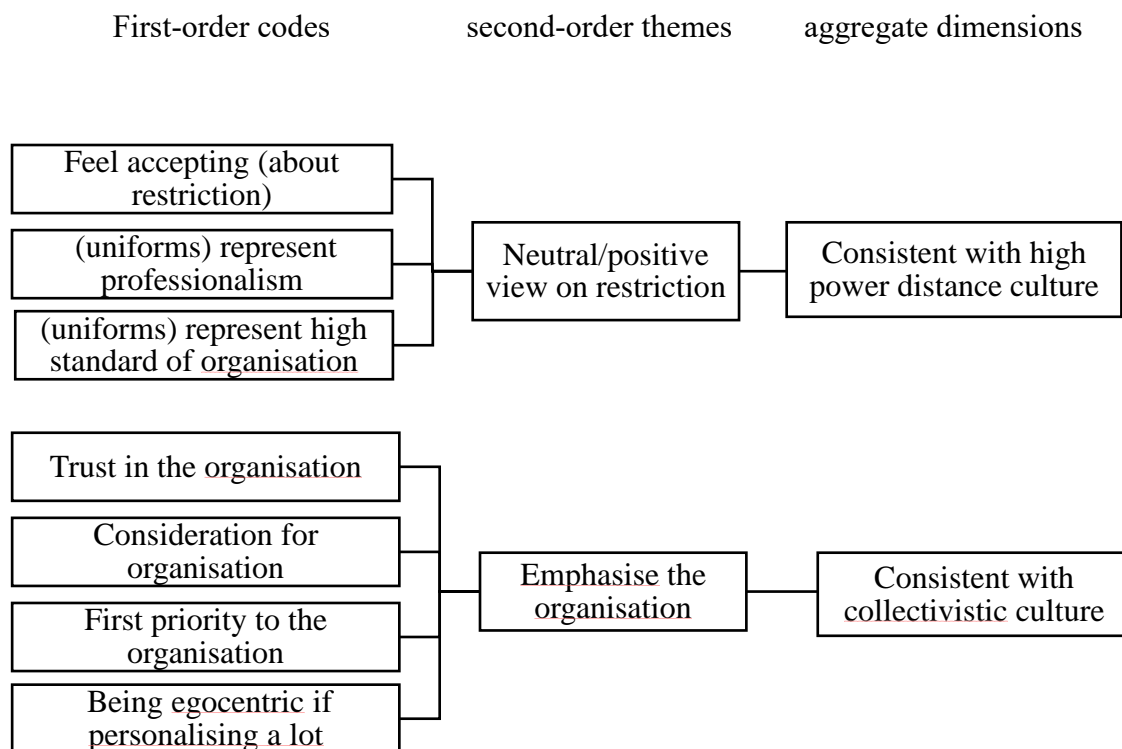 First-order codes second-order themes aggregate dimensions
Feel accepting (about
restriction)
(uniforms) represent
professionalism
(uniforms) represent high
standard of organisation
Neutral/positive
view on restriction
Consistent with high
power distance culture
Trust in the organisation
Consideration for
organisation
First priority to the
organisation
Being egocentric if
personalising a lot
Emphasise the
organisation
Consistent with
collectivistic culture